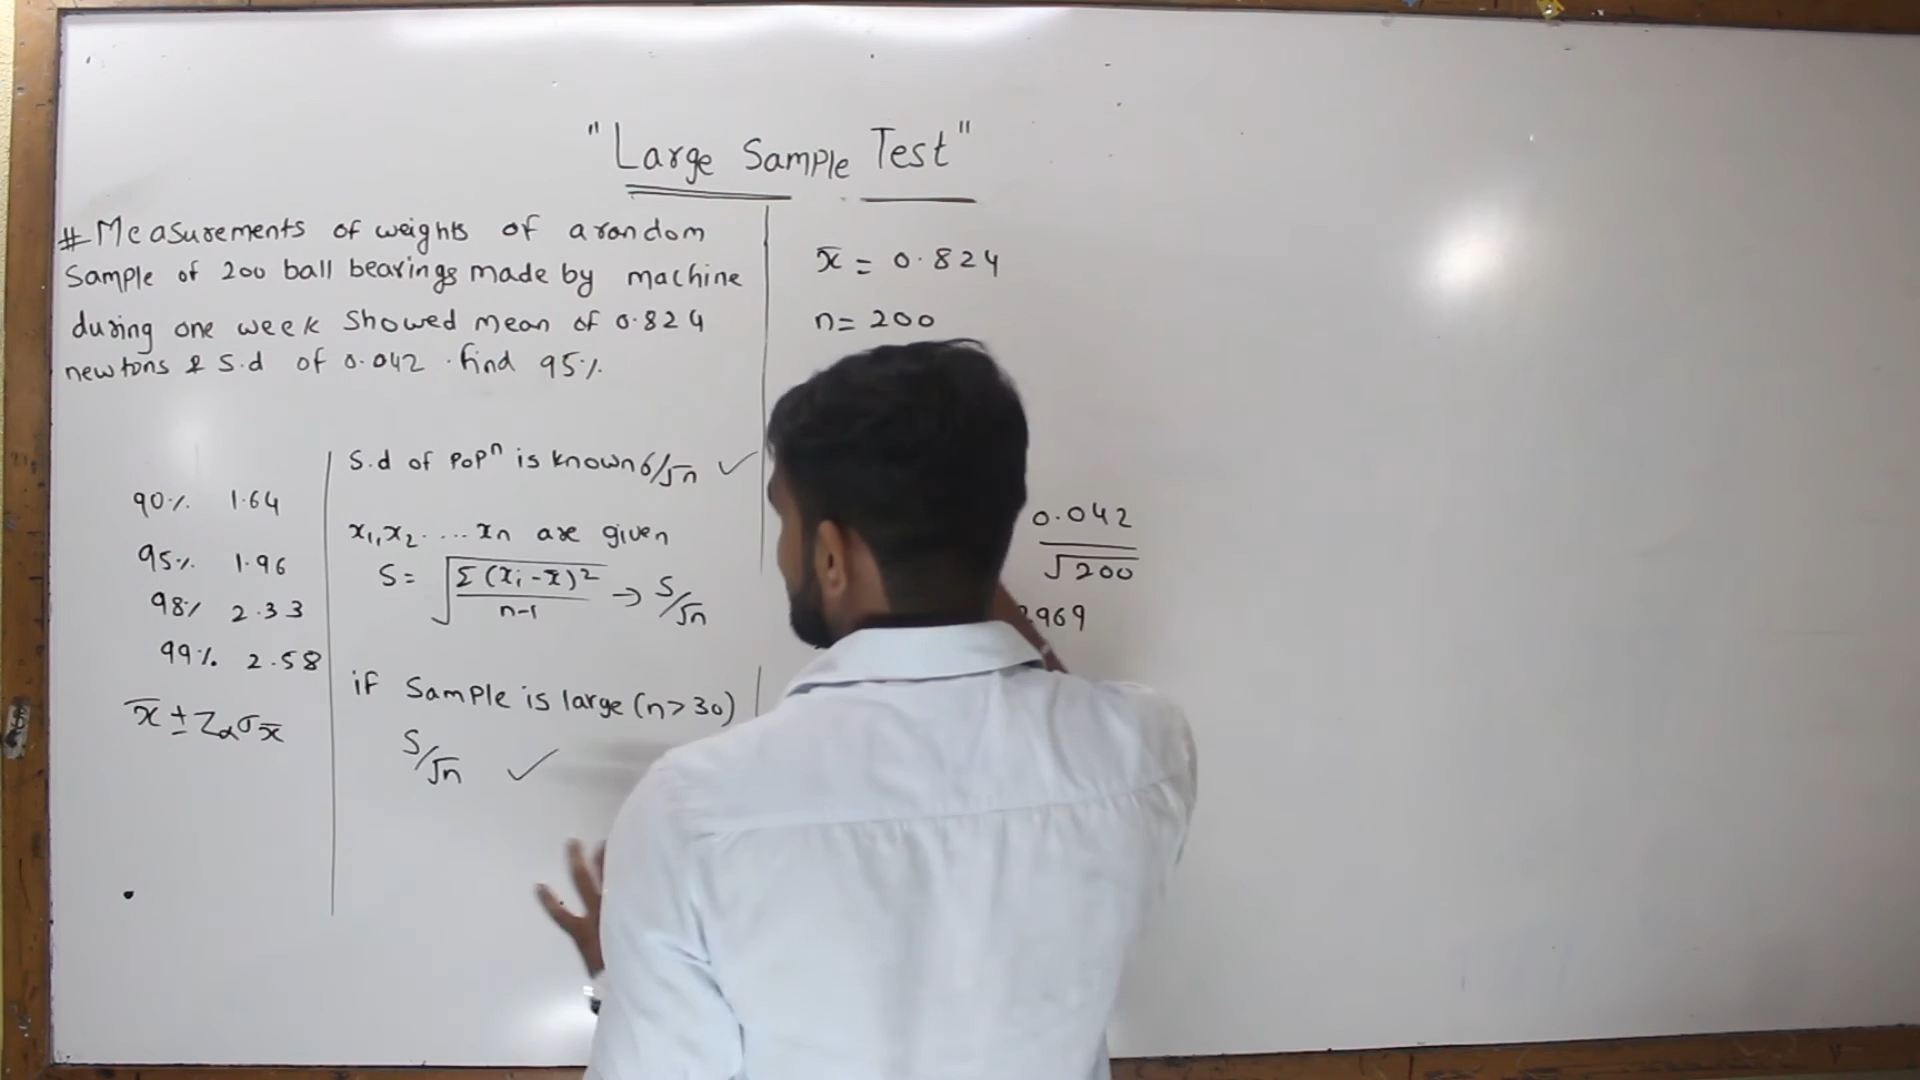 "Large Sample Test"
# Measurements of weights of a random
Sample of 200 ball bearings made by machine
during one week showed mean of 0.824
newtons & S.d of 0.042 . find 95%.
90%. 1.64
95%. 1.96
98% 2.33
99%. 2.58
x̄ ± Zα σx̄
S.d of Popⁿ is known σ/√n ✓
x₁,x₂.....xn are given
S = √(Σ(xᵢ-x̄)²/(n-1)) → S/√n
if Sample is large (n>30)
S/√n ✓
x̄ = 0.824
n = 200
0.042
√200
969